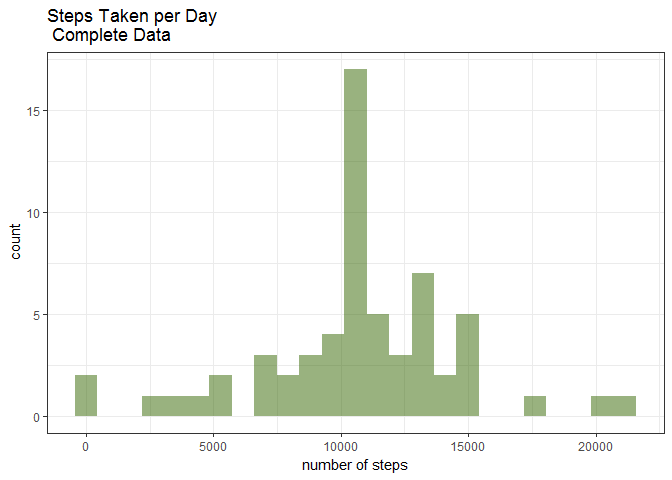 Steps Taken per Day
Complete Data
15
10
5
0
count
0 5000 10000 15000 20000
number of steps